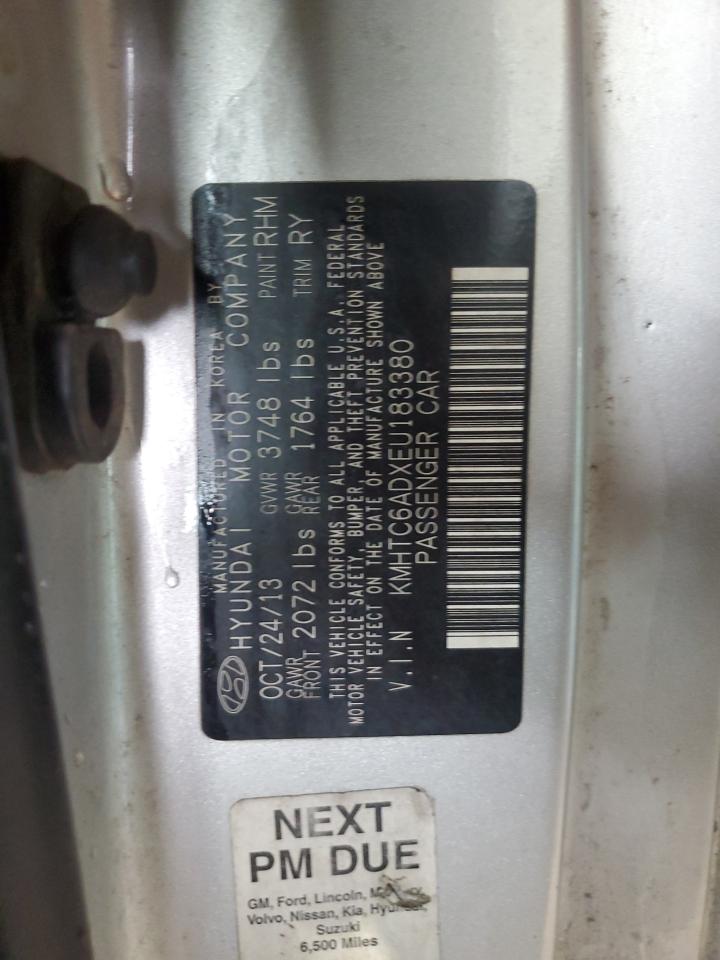 MANUFACTURED IN KOREA BY
HYUNDAI MOTOR COMPANY
OCT/24/13 GVWR 3748 lbs PAINT RHM
GAWR FRONT 2072 lbs GAWR REAR 1764 lbs TRIM RY
THIS VEHICLE CONFORMS TO ALL APPLICABLE U.S.A. FEDERAL
MOTOR VEHICLE SAFETY, BUMPER, AND THEFT PREVENTION STANDARDS
IN EFFECT ON THE DATE OF MANUFACTURE SHOWN ABOVE
V.I.N KMHTC6ADXEU183380
PASSENGER CAR
NEXT
PM DUE
GM, Ford, Lincoln,
Volvo, Nissan, Kia, Hyundai,
Suzuki
6,500 Miles